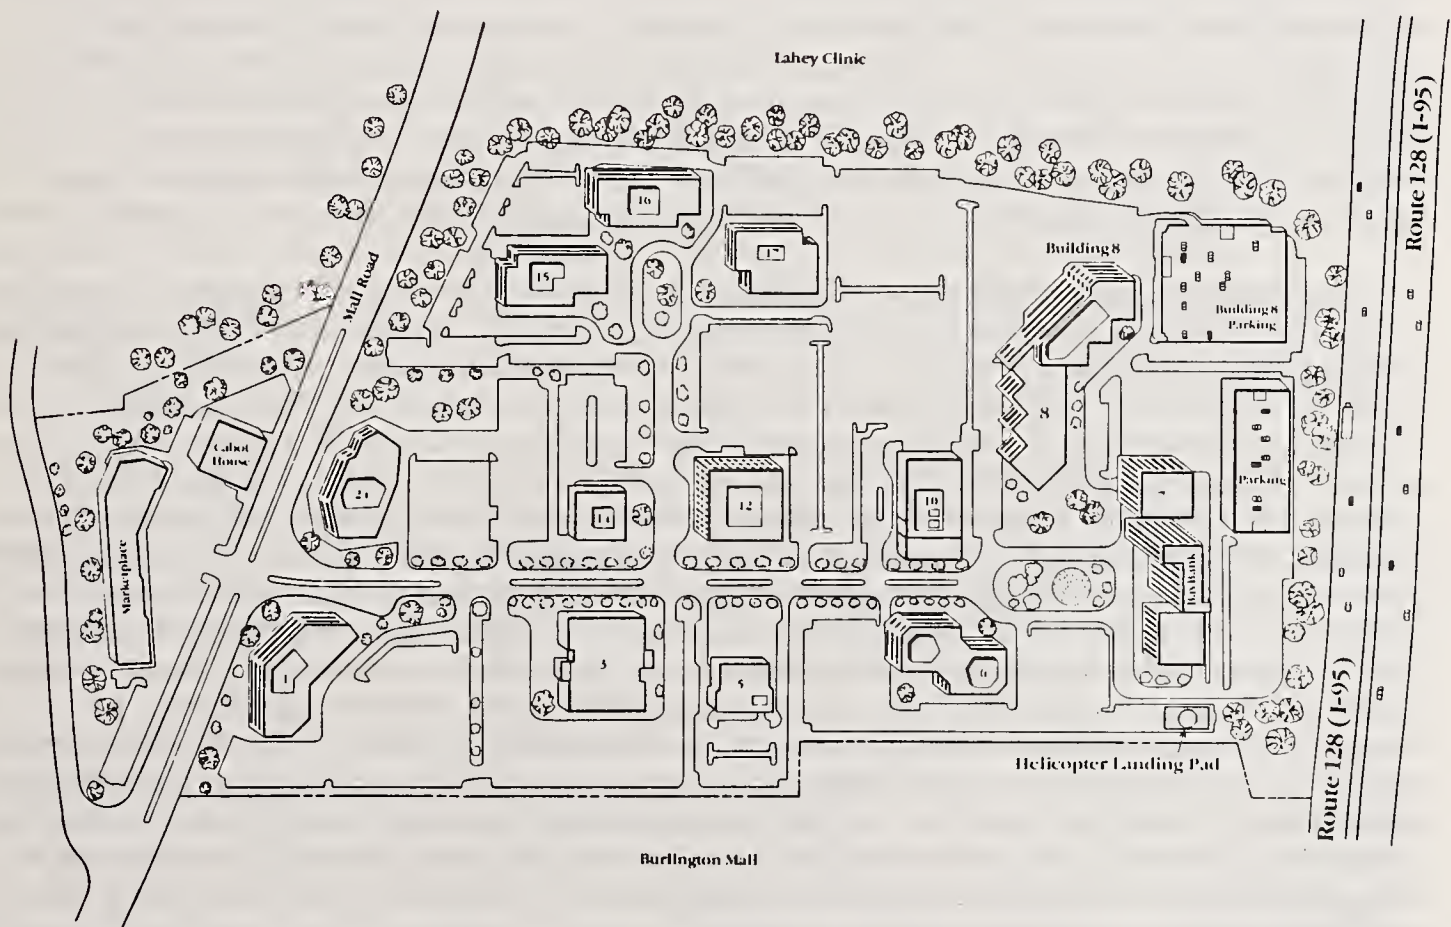 Lahey Clinic
Route 128 (I-95)
Mall Road
16
17
15
Building 8
Building 8
Parking
Cabot
House
8
Parking
21
14
12
10
7
Marketplace
BayBank
1
3
5
6
Helicopter Landing Pad
Route 128 (I-95)
Burlington Mall